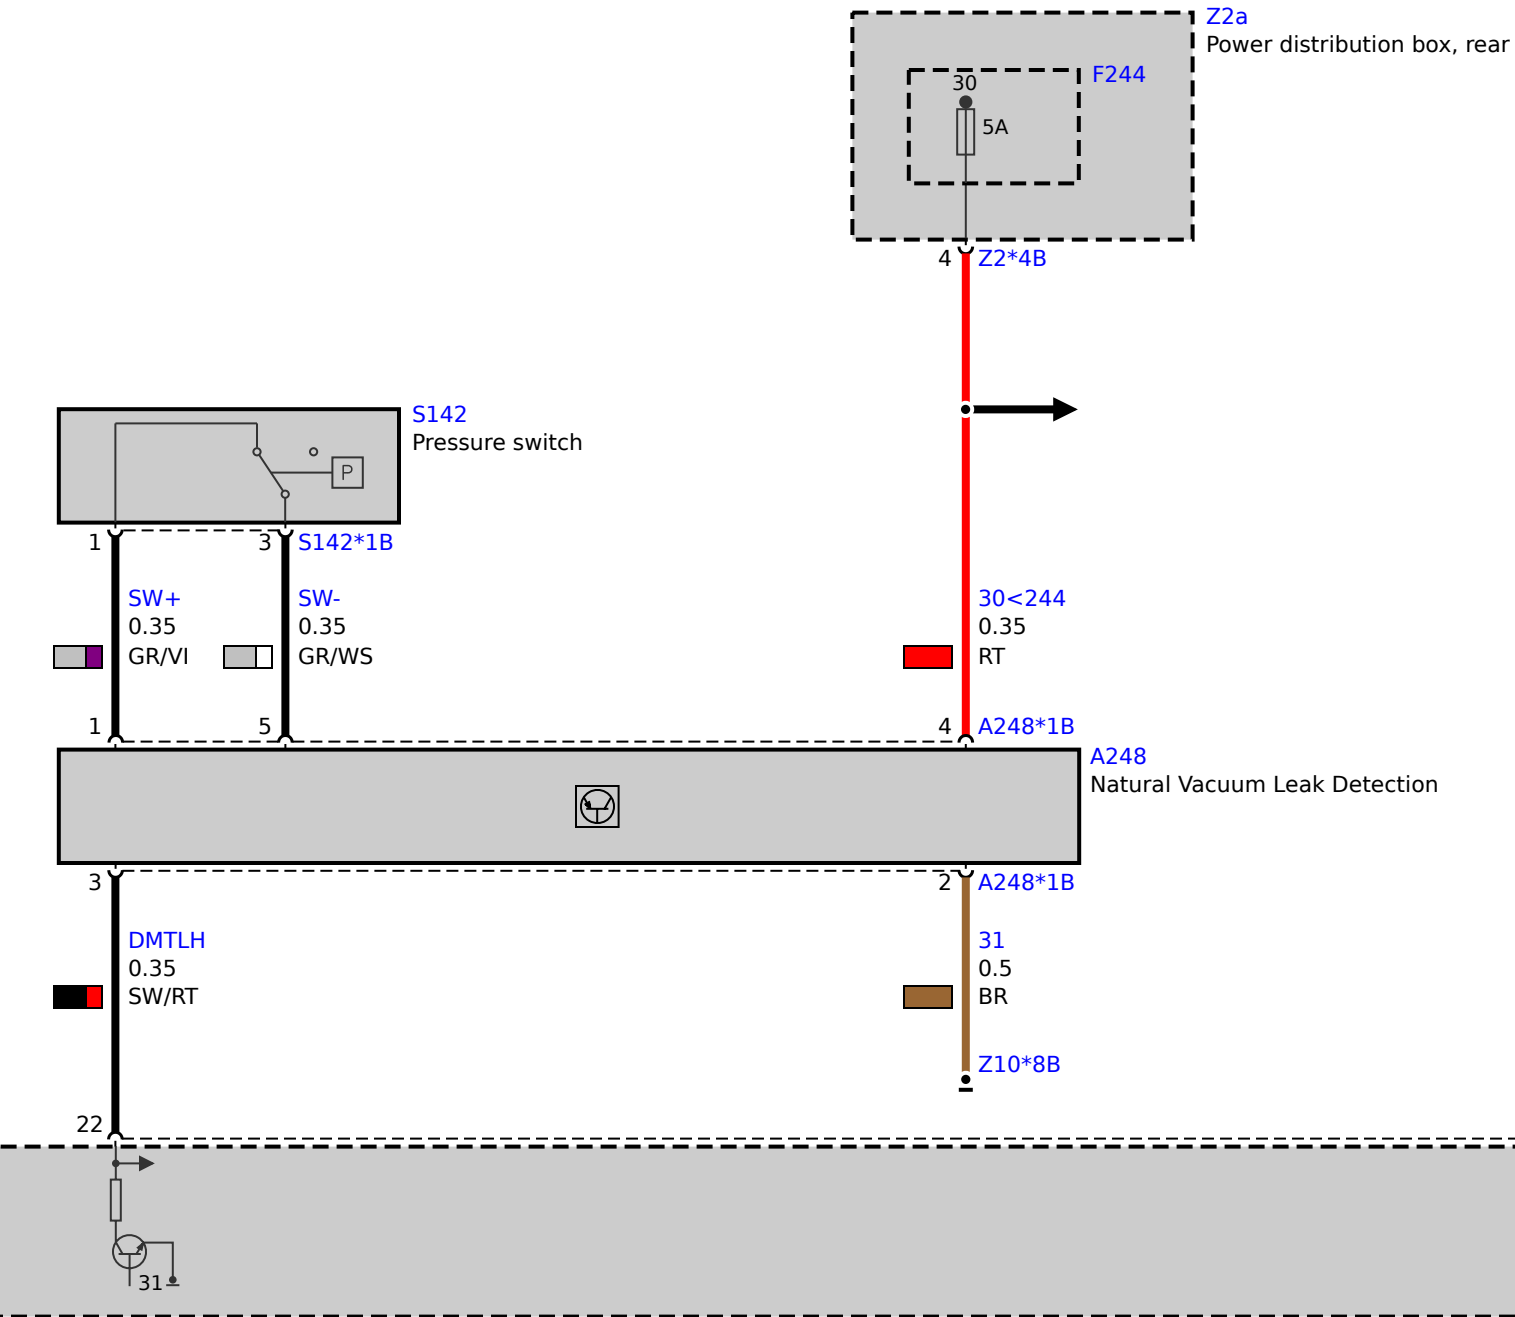 Z2a
Power distribution box, rear
F244
30
5A
4 Z2*4B
S142
Pressure switch
P
1 3 S142*1B
SW+ SW- 30<244
0.35 0.35 0.35
GR/VI GR/WS RT
1 5 4 A248*1B
A248
Natural Vacuum Leak Detection
3 2 A248*1B
DMTLH 31
0.35 0.5
SW/RT BR
Z10*8B
22
31